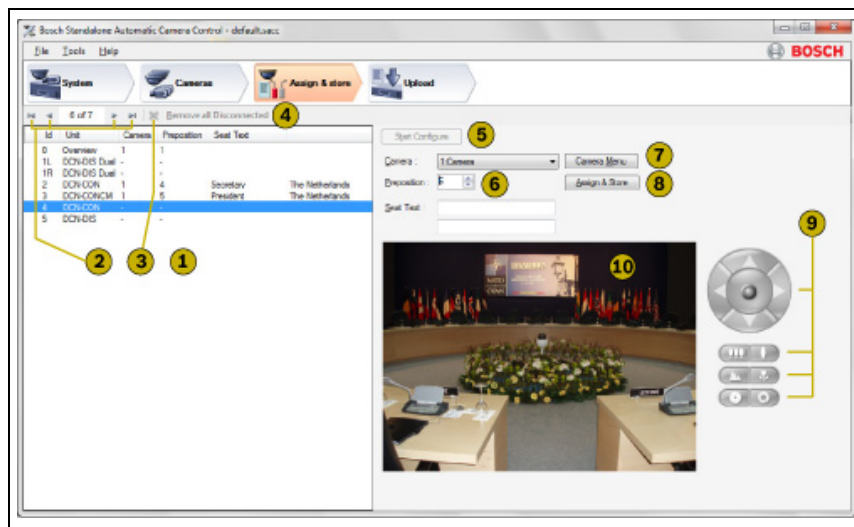 Bosch Standalone Automatic Camera Control - default.sacc
File Tools Help
BOSCH
System
Cameras
Assign & store
Upload
6 of 7
Remove all Disconnected
4
Id Unit Camera Preposition Seat Text
0 Overview 1 1
1L DCN-DIS Dual - -
1R DCN-DIS Dual - -
2 DCN-CON 1 4 Secretary The Netherlands
3 DCN-CONCM 1 5 President The Netherlands
4 DCN-CON - -
5 DCN-DIS - -
2
3
1
Start Configure
5
Camera :
1:Camera
Camera Menu
7
Preposition :
6
Assign & Store
8
Seat Text
9
10
NATO
OTAN